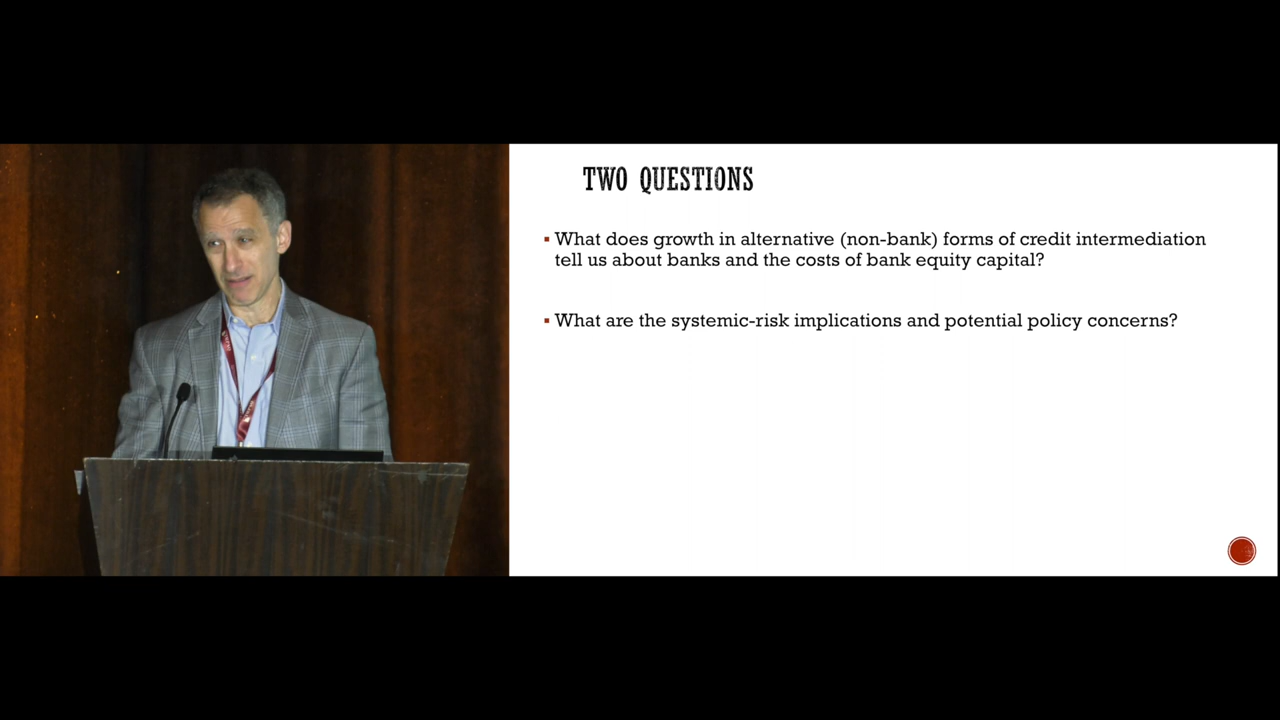 TWO QUESTIONS
▪ What does growth in alternative (non-bank) forms of credit intermediation
tell us about banks and the costs of bank equity capital?
▪ What are the systemic-risk implications and potential policy concerns?